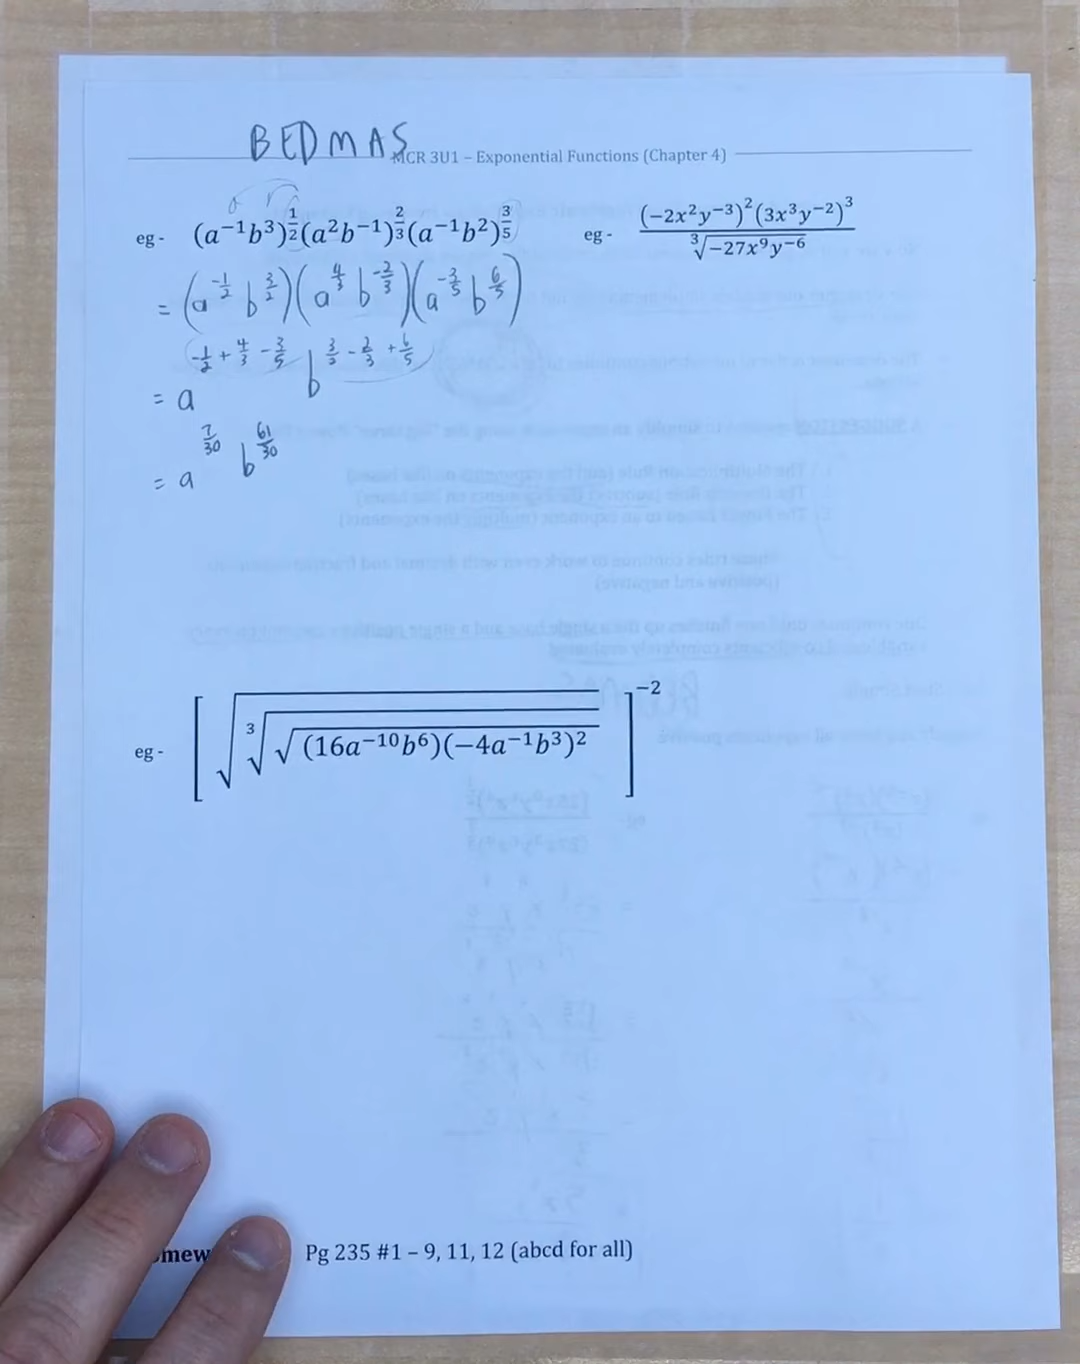 BEDMAS
MCR 3U1 – Exponential Functions (Chapter 4)
eg - (a⁻¹b³)^(1/2)(a²b⁻¹)^(2/3)(a⁻¹b²)^(3/5)
= (a^(-1/2) b^(3/2))(a^(4/3) b^(-2/3))(a^(-3/5) b^(6/5))
= a^(-1/2 + 4/3 - 3/5) b^(3/2 - 2/3 + 6/5)
= a^(7/30) b^(61/30)
eg - (−2x²y⁻³)²(3x³y⁻²)³
∛−27x⁹y⁻⁶
eg - [√∛√(16a⁻¹⁰b⁶)(−4a⁻¹b³)²]⁻²
Pg 235 #1 – 9, 11, 12 (abcd for all)